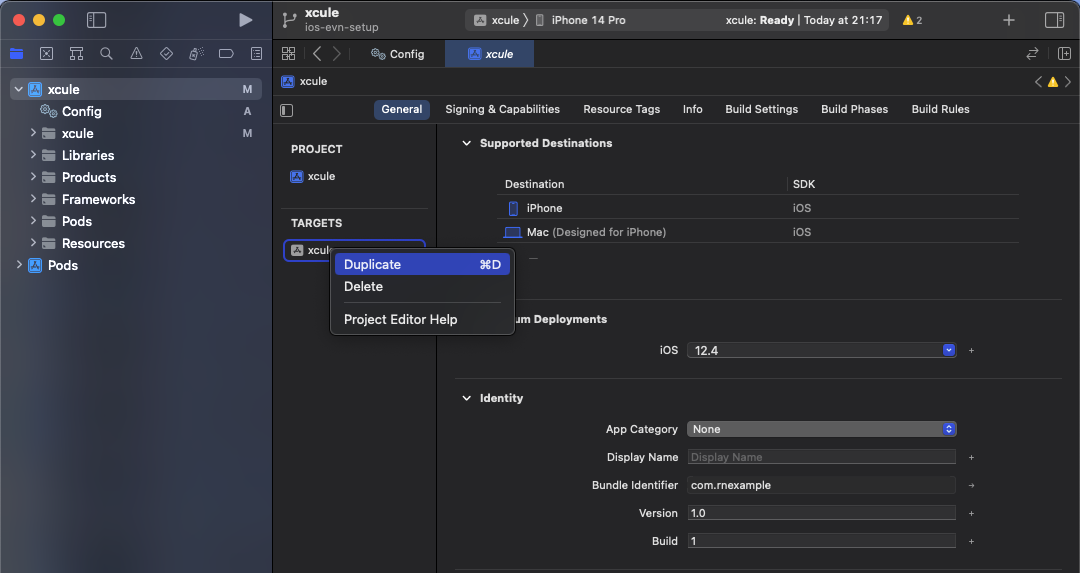 xcule
ios-evn-setup
xcule 〉 iPhone 14 Pro
xcule: Ready | Today at 21:17
2
Config
xcule
xcule
xcule M
Config A
xcule M
Libraries
Products
Frameworks
Pods
Resources
Pods
General Signing & Capabilities Resource Tags Info Build Settings Build Phases Build Rules
PROJECT
xcule
TARGETS
xcule
Duplicate ⌘D
Delete
Project Editor Help
Supported Destinations
Destination SDK
iPhone iOS
Mac (Designed for iPhone) iOS
Deployments
iOS 12.4
Identity
App Category None
Display Name Display Name
Bundle Identifier com.rnexample
Version 1.0
Build 1